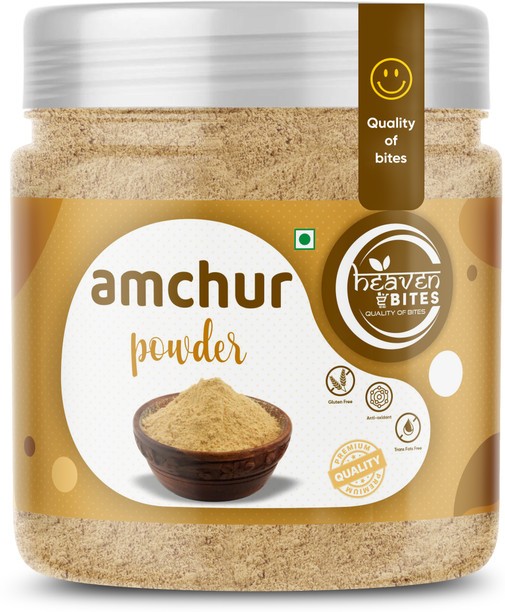 Quality
of
bites
heaven
BITES
QUALITY OF BITES
amchur
powder
Gluten Free
Anti-oxidant
Trans Fats Free
PREMIUM
QUALITY
PREMIUM